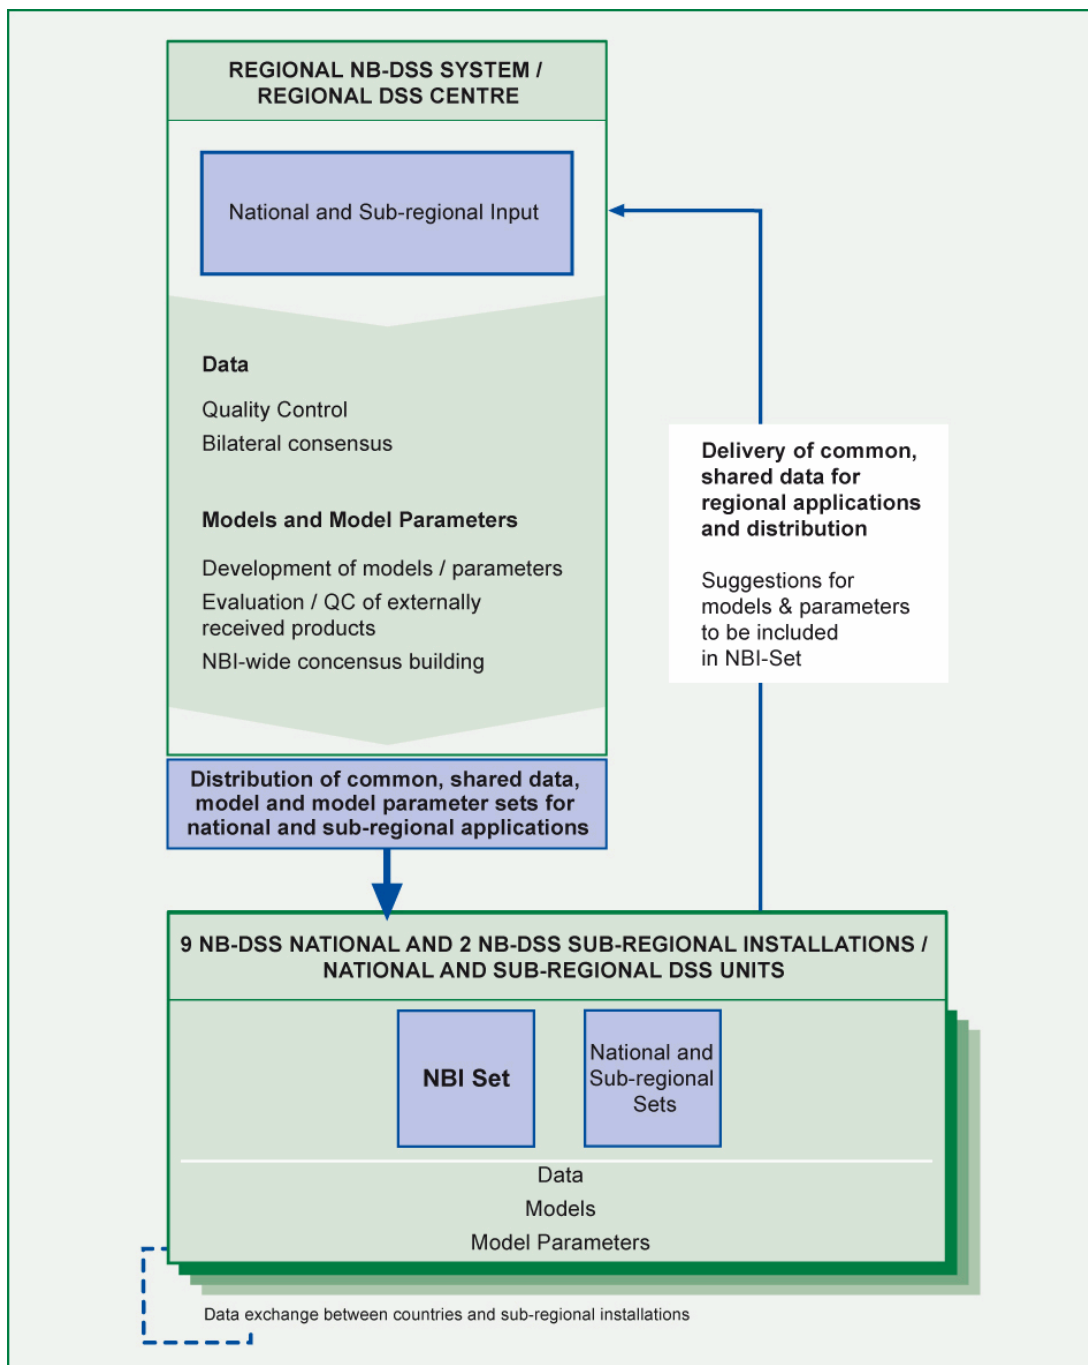 REGIONAL NB-DSS SYSTEM /
REGIONAL DSS CENTRE
National and Sub-regional Input
Data
Quality Control
Bilateral consensus
Models and Model Parameters
Development of models / parameters
Evaluation / QC of externally
received products
NBI-wide concensus building
Distribution of common, shared data,
model and model parameter sets for
national and sub-regional applications
Delivery of common,
shared data for
regional applications
and distribution
Suggestions for
models & parameters
to be included
in NBI-Set
9 NB-DSS NATIONAL AND 2 NB-DSS SUB-REGIONAL INSTALLATIONS /
NATIONAL AND SUB-REGIONAL DSS UNITS
NBI Set
National and
Sub-regional
Sets
Data
Models
Model Parameters
Data exchange between countries and sub-regional installations